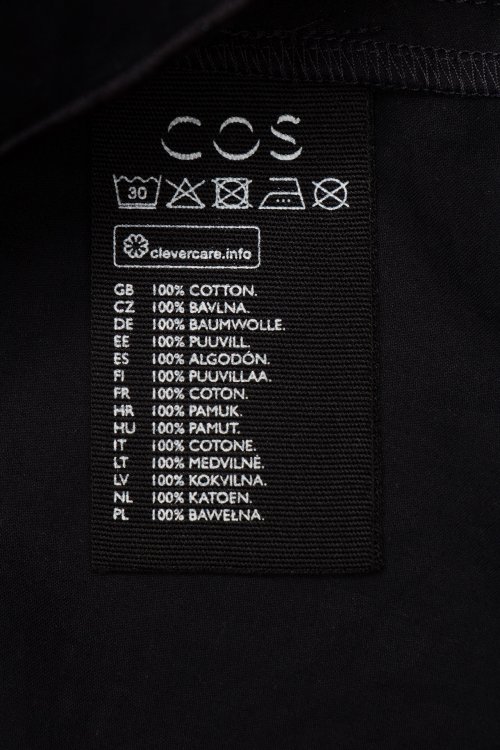 COS
30
clevercare.info
GB 100% COTTON.
CZ 100% BAVLNA.
DE 100% BAUMWOLLE.
EE 100% PUUVILL.
ES 100% ALGODÓN.
FI 100% PUUVILLAA.
FR 100% COTON.
HR 100% PAMUK.
HU 100% PAMUT.
IT 100% COTONE.
LT 100% MEDVILNĖ.
LV 100% KOKVILNA.
NL 100% KATOEN.
PL 100% BAWEŁNA.